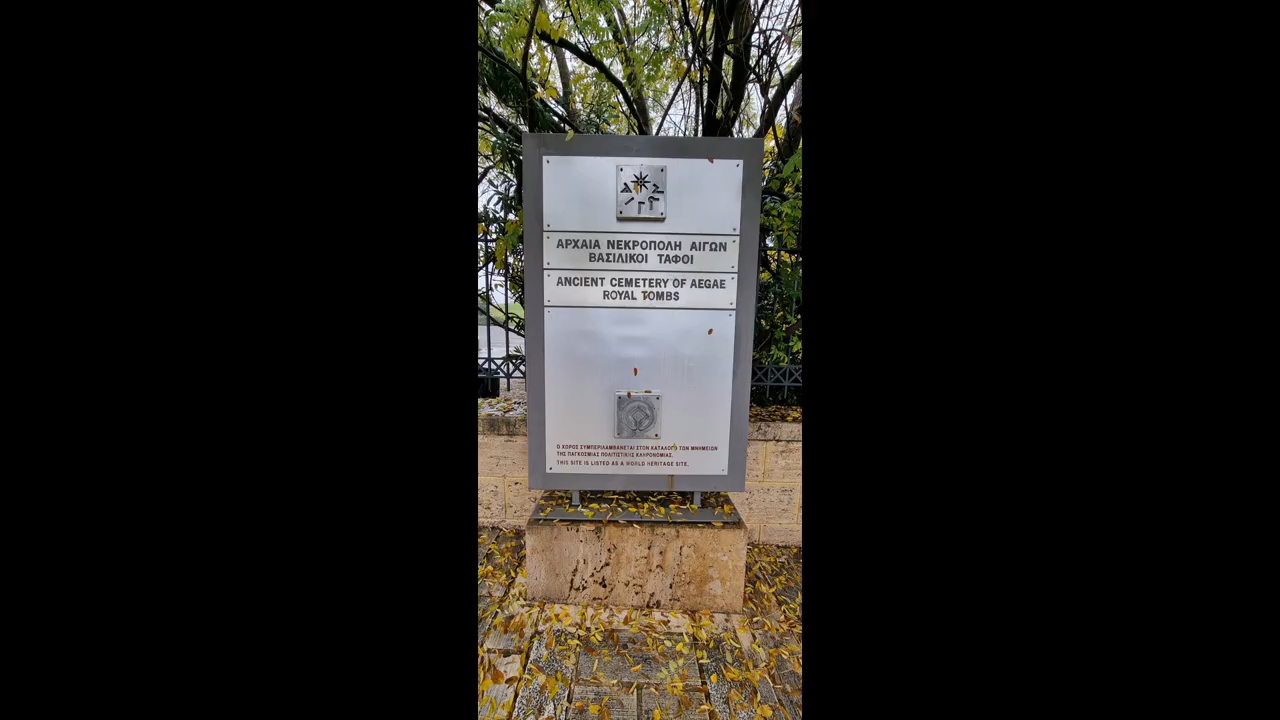 ΑΡΧΑΙΑ ΝΕΚΡΟΠΟΛΗ ΑΙΓΩΝ
ΒΑΣΙΛΙΚΟΙ ΤΑΦΟΙ
ANCIENT CEMETERY OF AEGAE
ROYAL TOMBS
Ο ΧΩΡΟΣ ΣΥΜΠΕΡΙΛΑΜΒΑΝΕΤΑΙ ΣΤΟΝ ΚΑΤΑΛΟΓΟ ΤΩΝ ΜΝΗΜΕΙΩΝ
ΤΗΣ ΠΑΓΚΟΣΜΙΑΣ ΠΟΛΙΤΙΣΤΙΚΗΣ ΚΛΗΡΟΝΟΜΙΑΣ.
THIS SITE IS LISTED AS A WORLD HERITAGE SITE.